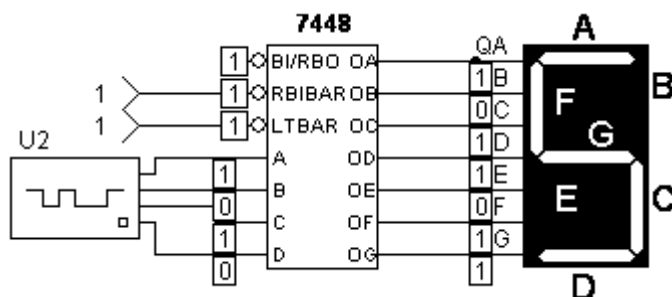 7448
A
QA
1 BI/RBO OA
1 B
B
1 1 RBIBAR OB
0 C
F
1 1 LTBAR OC
1 D
G
U2
A OD
1
1 E
B OE
0
0 F
E
C
C OF
1
1 G
D OG
0
1
D